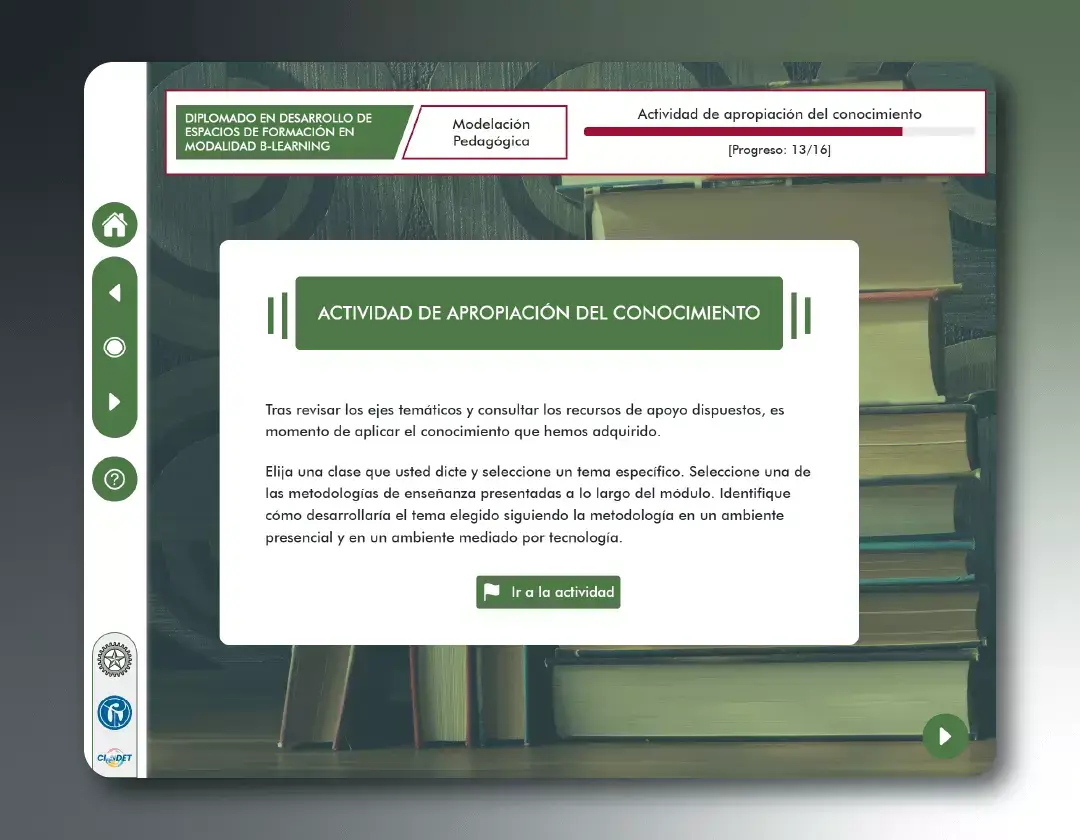 DIPLOMADO EN DESARROLLO DE
ESPACIOS DE FORMACIÓN EN
MODALIDAD B-LEARNING
Modelación
Pedagógica
Actividad de apropiación del conocimiento
[Progreso: 13/16]
ACTIVIDAD DE APROPIACIÓN DEL CONOCIMIENTO
Tras revisar los ejes temáticos y consultar los recursos de apoyo dispuestos, es
momento de aplicar el conocimiento que hemos adquirido.
Elija una clase que usted dicte y seleccione un tema específico. Seleccione una de
las metodologías de enseñanza presentadas a lo largo del módulo. Identifique
cómo desarrollaría el tema elegido siguiendo la metodología en un ambiente
presencial y en un ambiente mediado por tecnología.
Ir a la actividad
?